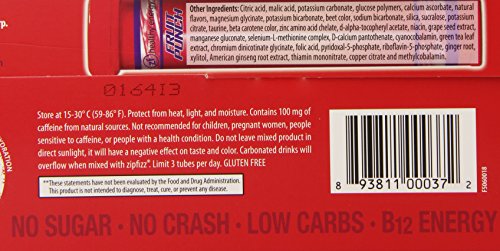 rp.
healthy energy
FRUIT
PUNCH
Other Ingredients: Citric acid, malic acid, potassium carbonate, glucose polymers, calcium ascorbate, natural
flavors, magnesium glycinate, potassium bicarbonate, beet color, sodium bicarbonate, silica, sucralose, potassium
citrate, taurine, beta carotene color, zinc amino acid chelate, d-alpha-tocopheryl acetate, niacin, grape seed extract,
manganese gluconate, selenium-L-methionine complex, D-calcium pantothenate, cyanocobalamin, green tea leaf
extract, chromium dinicotinate glycinate, folic acid, pyridoxal-5-phosphate, riboflavin-5-phosphate, ginger root,
xylitol, American ginseng root extract, thiamin mononitrate, copper citrate and methylcobalamin.
016413
Store at 15-30° C (59-86° F). Protect from heat, light, and moisture. Contains 100 mg of
caffeine from natural sources. Not recommended for children, pregnant women, people
sensitive to caffeine, or people with a heath condition. Do not leave mixed product in
direct sunlight, it will have a negative effect on taste and color. Carbonated drinks will
overflow when mixed with zipfizz®. Limit 3 tubes per day. GLUTEN FREE
**These statements have not been evaluated by the Food and Drug Administration.
This product is not intended to diagnose, treat, cure, or prevent any disease.
HYDRATION
8 93811 00037 2
FS060018
NO SUGAR • NO CRASH • LOW CARBS • B12 ENERGY •